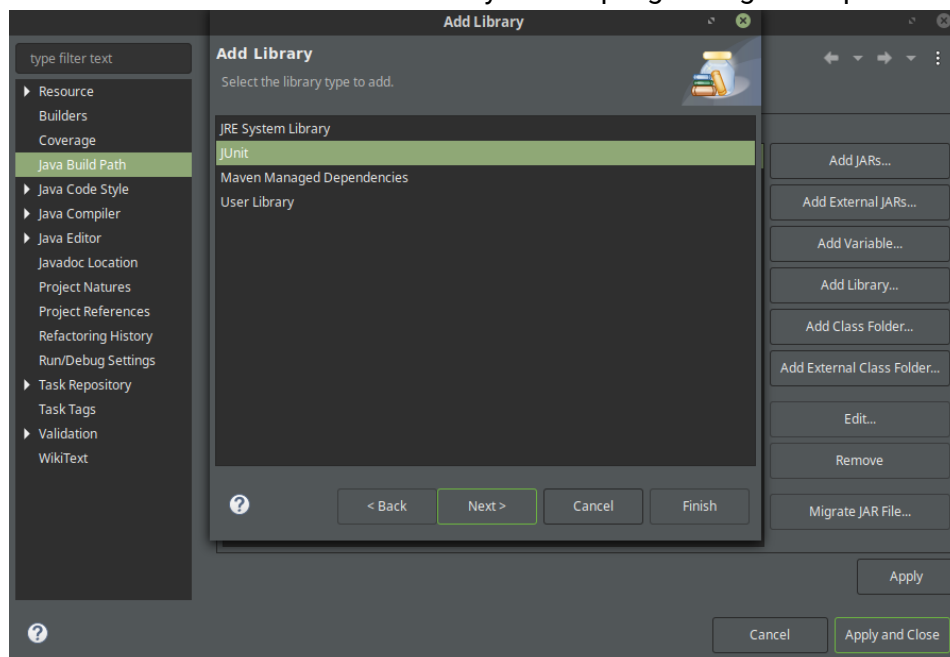 Add Library
type filter text
Add Library
Select the library type to add.
Resource
Builders
Coverage
Java Build Path
Java Code Style
Java Compiler
Java Editor
Javadoc Location
Project Natures
Project References
Refactoring History
Run/Debug Settings
Task Repository
Task Tags
Validation
WikiText
JRE System Library
JUnit
Maven Managed Dependencies
User Library
< Back
Next >
Cancel
Finish
Add JARs...
Add External JARs...
Add Variable...
Add Library...
Add Class Folder...
Add External Class Folder...
Edit...
Remove
Migrate JAR File...
Apply
Cancel
Apply and Close